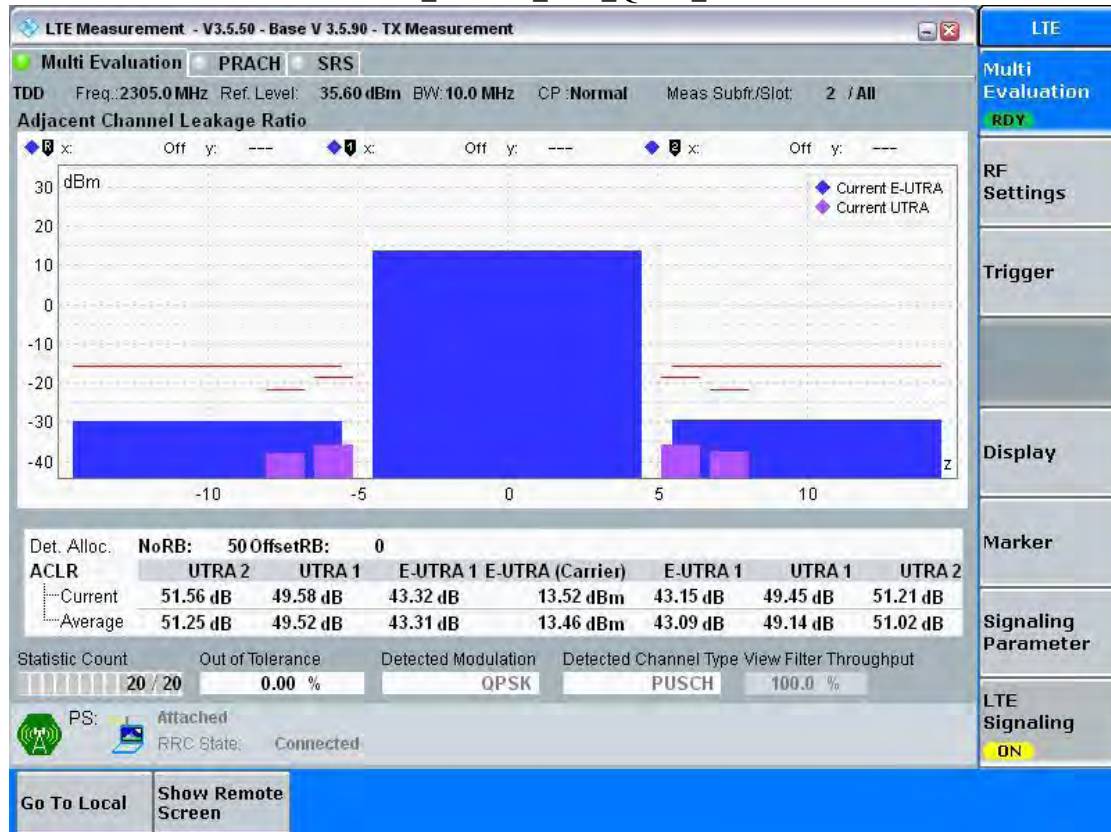 LTE Measurement - V3.5.50 - Base V 3.5.90 - TX Measurement
Multi Evaluation PRACH SRS
TDD Freq.:2305.0 MHz Ref. Level: 35.60 dBm BW:10.0 MHz CP :Normal Meas Subfr./Slot: 2 / All
Adjacent Channel Leakage Ratio
R x: Off y: --- 1 x: Off y: --- 2 x: Off y: ---
dBm
Current E-UTRA
Current UTRA
30
20
10
0
-10
-20
-30
-40
z
-10 -5 0 5 10
Det. Alloc. NoRB: 50 OffsetRB: 0
ACLR UTRA 2 UTRA 1 E-UTRA 1 E-UTRA (Carrier) E-UTRA 1 UTRA 1 UTRA 2
Current 51.56 dB 49.58 dB 43.32 dB 13.52 dBm 43.15 dB 49.45 dB 51.21 dB
Average 51.25 dB 49.52 dB 43.31 dB 13.46 dBm 43.09 dB 49.14 dB 51.02 dB
Statistic Count Out of Tolerance Detected Modulation Detected Channel Type View Filter Throughput
20 / 20 0.00 % QPSK PUSCH 100.0 %
PS: Attached
RRC State: Connected
Go To Local
Show Remote Screen
LTE
Multi
Evaluation
RDY
RF
Settings
Trigger
Display
Marker
Signaling
Parameter
LTE
Signaling
ON